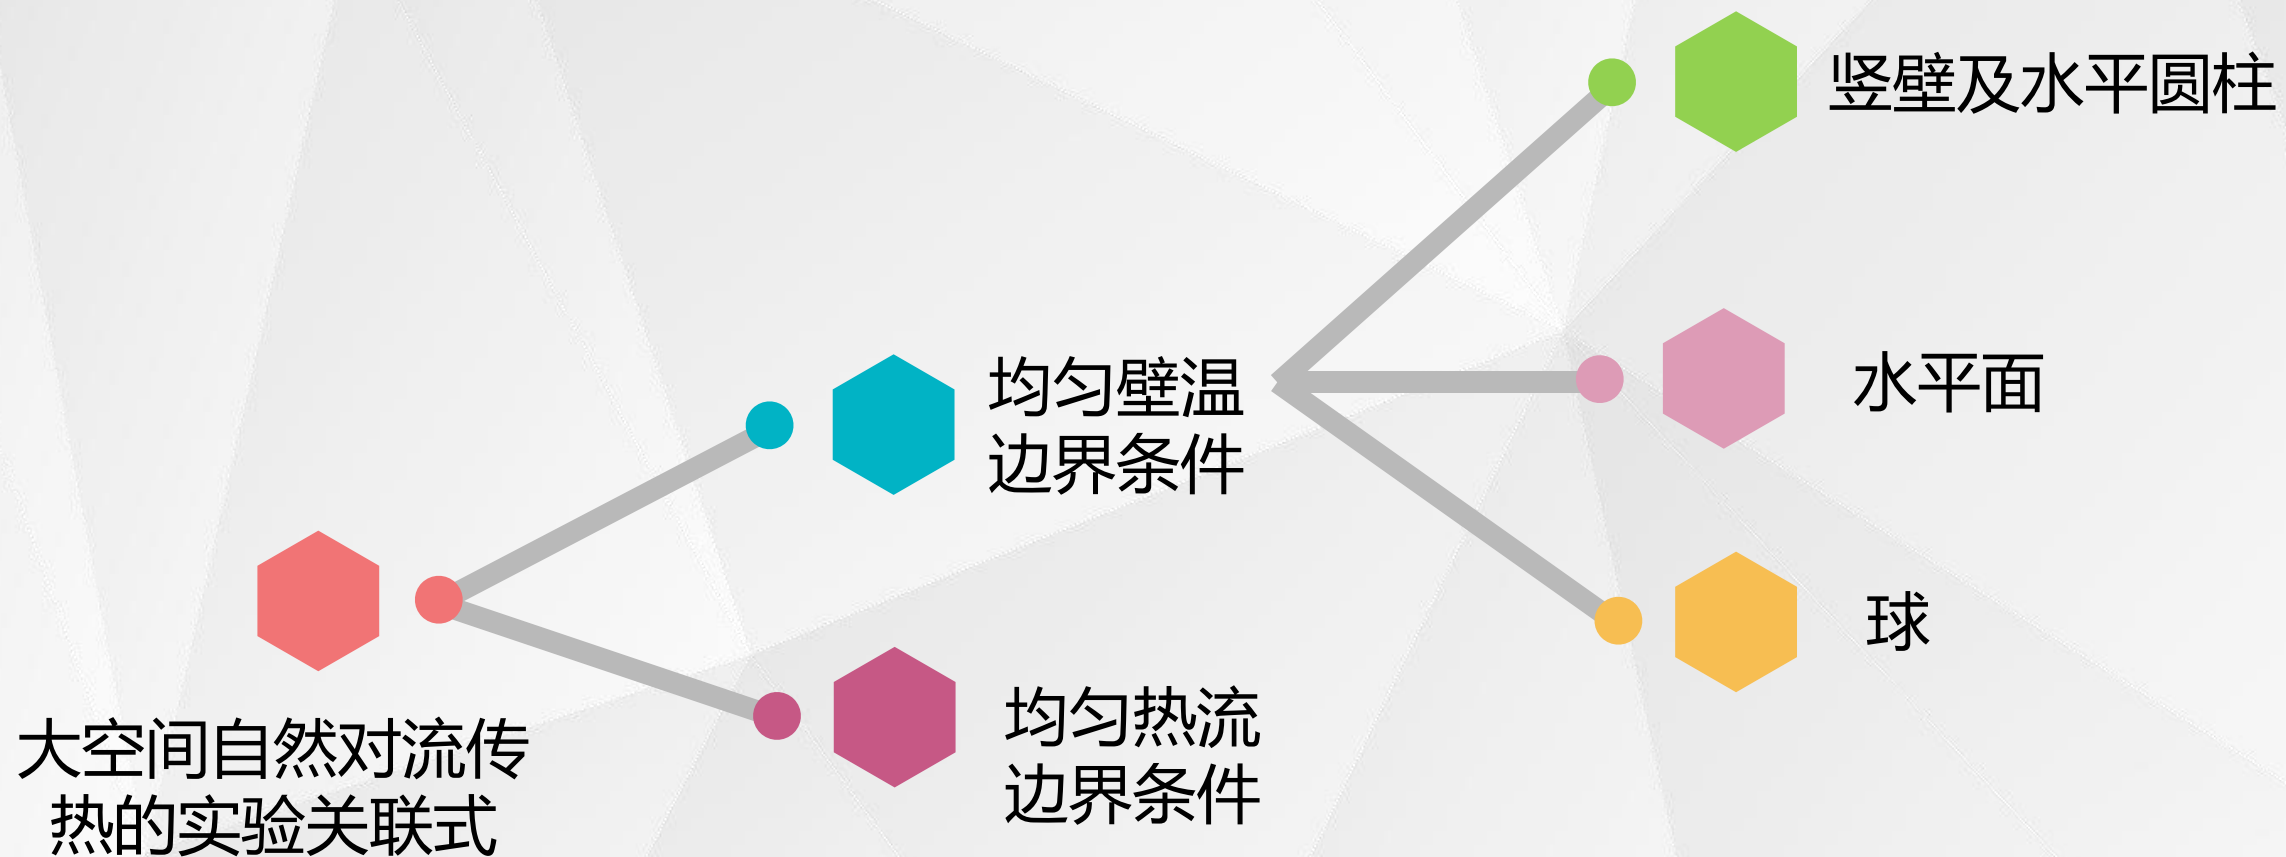 大空间自然对流传
热的实验关联式
均匀壁温
边界条件
均匀热流
边界条件
竖壁及水平圆柱
水平面
球